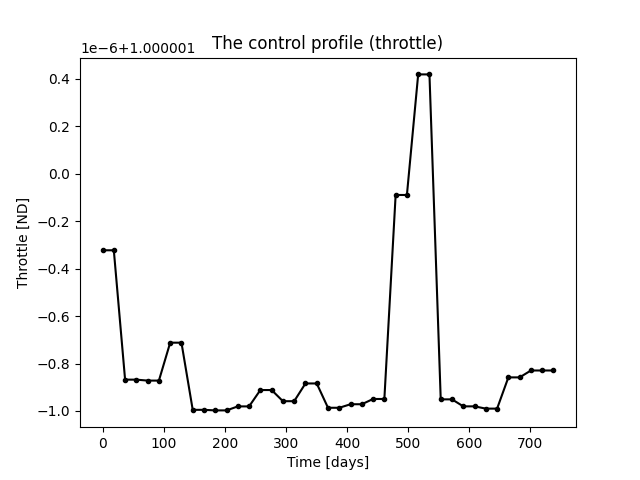 The control profile (throttle)
1e−6+1.000001
0.4
0.2
0.0
−0.2
−0.4
−0.6
−0.8
−1.0
Throttle [ND]
0 100 200 300 400 500 600 700
Time [days]